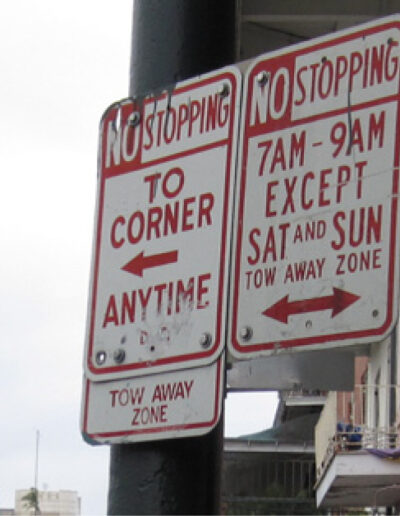 NO STOPPING
TO
CORNER
ANYTIME
TOW AWAY
ZONE
NO STOPPING
7AM - 9AM
EXCEPT
SAT AND SUN
TOW AWAY ZONE